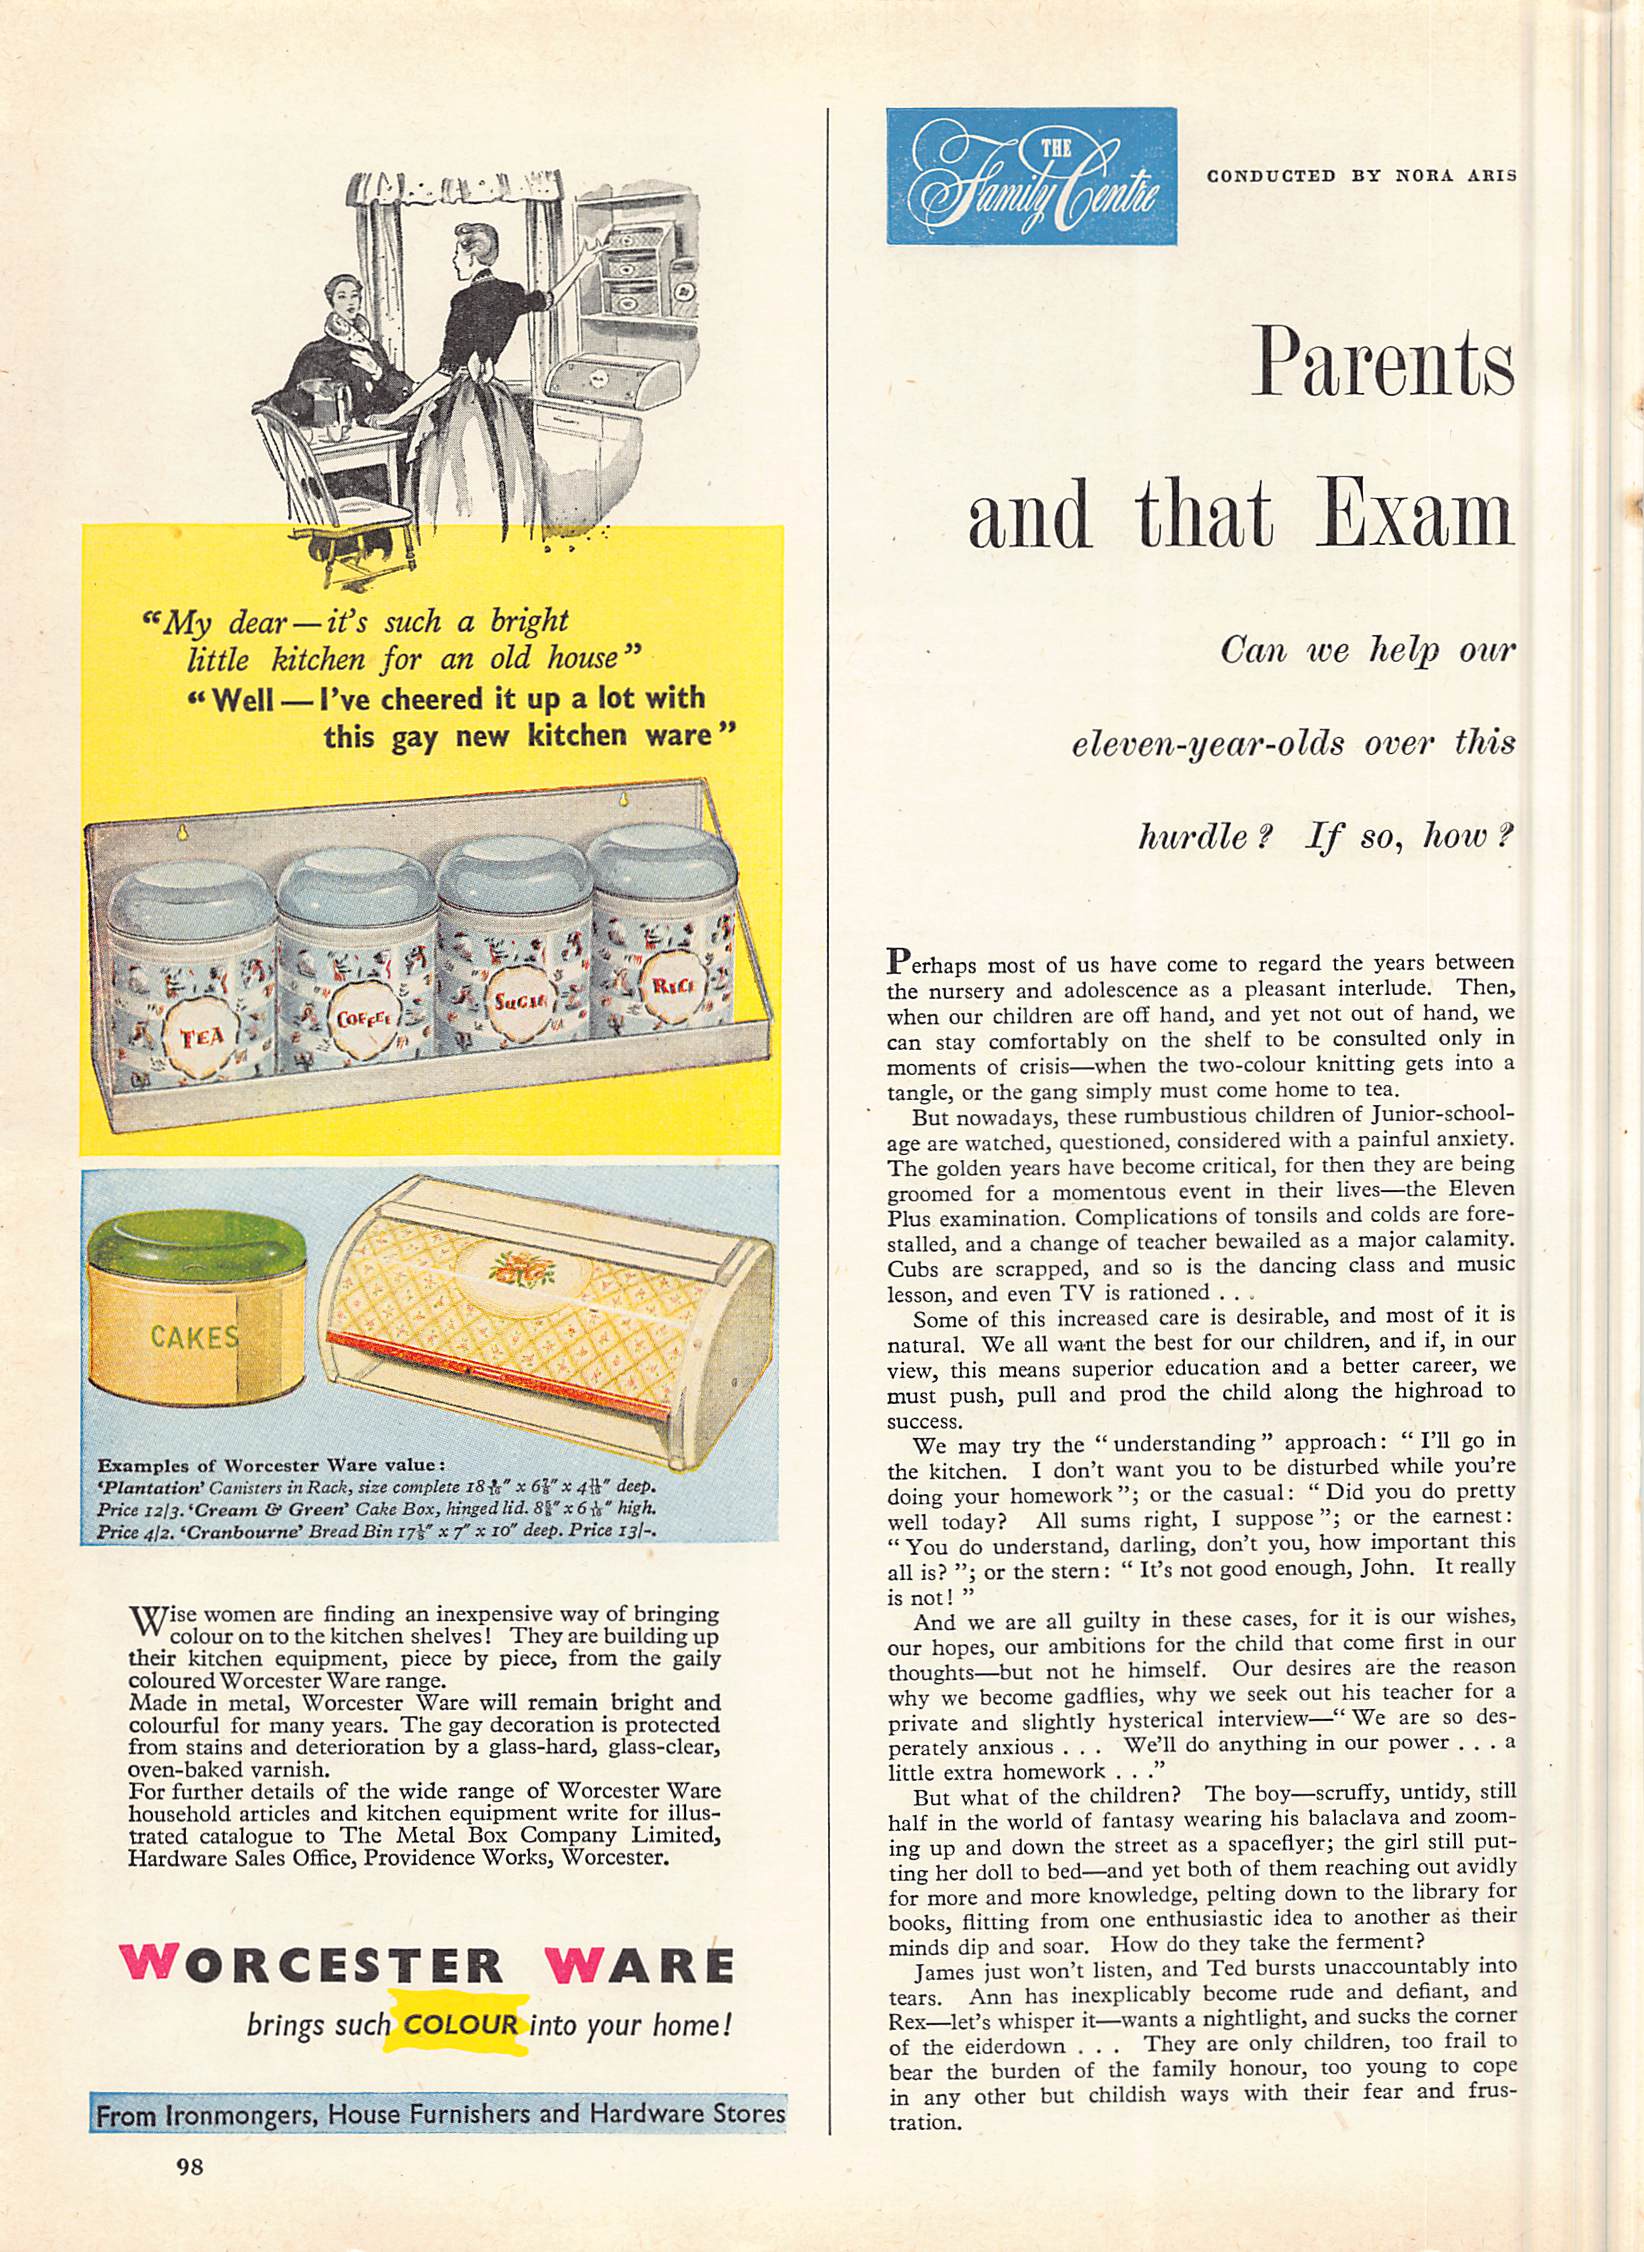 "My dear—it's such a bright
little kitchen for an old house"
"Well—I've cheered it up a lot with
this gay new kitchen ware"
TEA
COFFEE
SUGAR
RICE
CAKES
Examples of Worcester Ware value:
'Plantation' Canisters in Rack, size complete
deep.
Price 12/3. 'Cream & Green' Cake Box, hinged lid.
high.
Price 4/2. 'Cranbourne' Bread Bin
x 7" x 10" deep. Price 13/-.
Wise women are finding an inexpensive way of bringing
colour on to the kitchen shelves! They are building up
their kitchen equipment, piece by piece, from the gaily
coloured Worcester Ware range.
Made in metal, Worcester Ware will remain bright and
colourful for many years. The gay decoration is protected
from stains and deterioration by a glass-hard, glass-clear,
oven-baked varnish.
For further details of the wide range of Worcester Ware
household articles and kitchen equipment write for illus-
trated catalogue to The Metal Box Company Limited,
Hardware Sales Office, Providence Works, Worcester.
WORCESTER WARE
brings such COLOUR into your home!
From Ironmongers, House Furnishers and Hardware Stores
98
THE
Family Centre
CONDUCTED BY NORA ARIS
Parents
and that Exam
Can we help our
eleven-year-olds over this
hurdle? If so, how?
Perhaps most of us have come to regard the years between
the nursery and adolescence as a pleasant interlude. Then,
when our children are off hand, and yet not out of hand, we
can stay comfortably on the shelf to be consulted only in
moments of crisis—when the two-colour knitting gets into a
tangle, or the gang simply must come home to tea.
But nowadays, these rumbustious children of Junior-school-
age are watched, questioned, considered with a painful anxiety.
The golden years have become critical, for then they are being
groomed for a momentous event in their lives—the Eleven
Plus examination. Complications of tonsils and colds are fore-
stalled, and a change of teacher bewailed as a major calamity.
Cubs are scrapped, and so is the dancing class and music
lesson, and even TV is rationed . . .
Some of this increased care is desirable, and most of it is
natural. We all want the best for our children, and if, in our
view, this means superior education and a better career, we
must push, pull and prod the child along the highroad to
success.
We may try the "understanding" approach: "I'll go in
the kitchen. I don't want you to be disturbed while you're
doing your homework"; or the casual: "Did you do pretty
well today? All sums right, I suppose"; or the earnest:
"You do understand, darling, don't you, how important this
all is?"; or the stern: "It's not good enough, John. It really
is not!"
And we are all guilty in these cases, for it is our wishes,
our hopes, our ambitions for the child that come first in our
thoughts—but not he himself. Our desires are the reason
why we become gadflies, why we seek out his teacher for a
private and slightly hysterical interview—"We are so des-
perately anxious . . . We'll do anything in our power . . . a
little extra homework . . ."
But what of the children? The boy—scruffy, untidy, still
half in the world of fantasy wearing his balaclava and zoom-
ing up and down the street as a spaceflyer; the girl still put-
ting her doll to bed—and yet both of them reaching out avidly
for more and more knowledge, pelting down to the library for
books, flitting from one enthusiastic idea to another as their
minds dip and soar. How do they take the ferment?
James just won't listen, and Ted bursts unaccountably into
tears. Ann has inexplicably become rude and defiant, and
Rex—let's whisper it—wants a nightlight, and sucks the corner
of the eiderdown . . . They are only children, too frail to
bear the burden of the family honour, too young to cope
in any other but childish ways with their fear and frus-
tration.